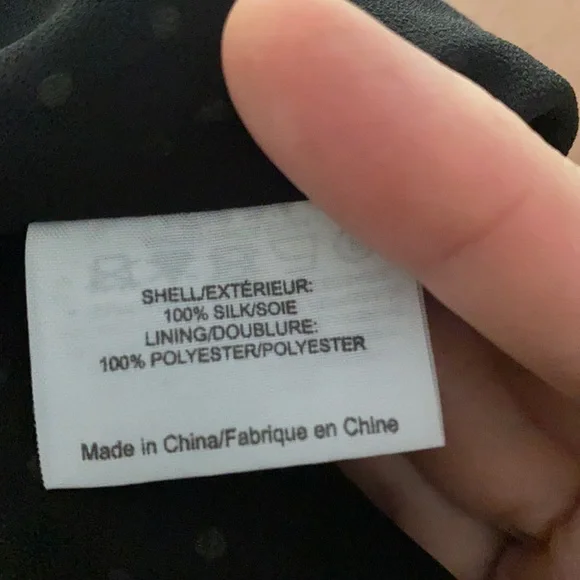 SHELL/EXTÉRIEUR:
100% SILK/SOIE
LINING/DOUBLURE:
100% POLYESTER/POLYESTER
Made in China/Fabrique en Chine